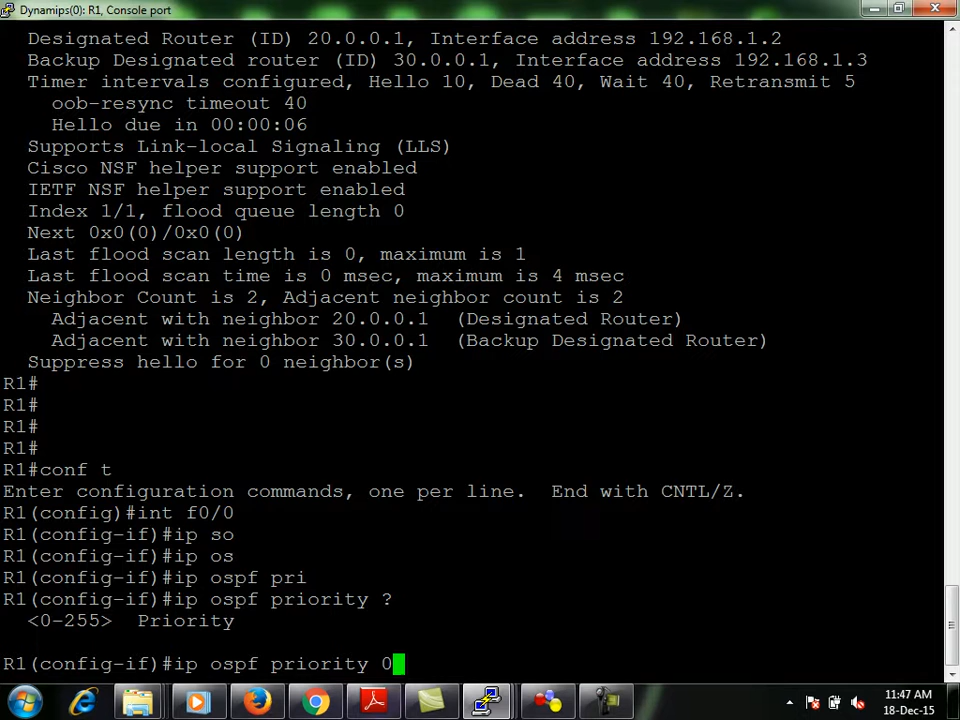 Dynamips(0): R1, Console port
  Designated Router (ID) 20.0.0.1, Interface address 192.168.1.2
  Backup Designated router (ID) 30.0.0.1, Interface address 192.168.1.3
  Timer intervals configured, Hello 10, Dead 40, Wait 40, Retransmit 5
    oob-resync timeout 40
    Hello due in 00:00:06
  Supports Link-local Signaling (LLS)
  Cisco NSF helper support enabled
  IETF NSF helper support enabled
  Index 1/1, flood queue length 0
  Next 0x0(0)/0x0(0)
  Last flood scan length is 0, maximum is 1
  Last flood scan time is 0 msec, maximum is 4 msec
  Neighbor Count is 2, Adjacent neighbor count is 2
    Adjacent with neighbor 20.0.0.1  (Designated Router)
    Adjacent with neighbor 30.0.0.1  (Backup Designated Router)
  Suppress hello for 0 neighbor(s)
R1#
R1#
R1#
R1#
R1#conf t
Enter configuration commands, one per line.  End with CNTL/Z.
R1(config)#int f0/0
R1(config-if)#ip so
R1(config-if)#ip os
R1(config-if)#ip ospf pri
R1(config-if)#ip ospf priority ?
  <0-255>  Priority
R1(config-if)#ip ospf priority 0
11:47 AM
18-Dec-15